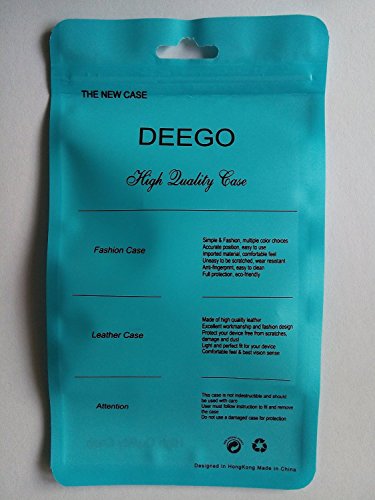 THE NEW CASE
DEEGO
High Quality Case
Fashion Case
Simple & Fashion, multiple color choices
Accurate position, easy to use
Imported material, comfortable feel
Uneasy to be scratched, wear resistant
Anti-fingerprint, easy to clean
Full protection, eco-friendly
Leather Case
Made of high quality leather
Excellent workmanship and fashion design
Protect your device free from scratches,
damage and dust
Light and perfect fit for your device
Comfortable feel & best vision sense
Attention
This case is not indestructible and should
be used with care
User must follow instruction to fit and remove
the case
Do not use a damaged case for protection
Designed in HongKong Made in China